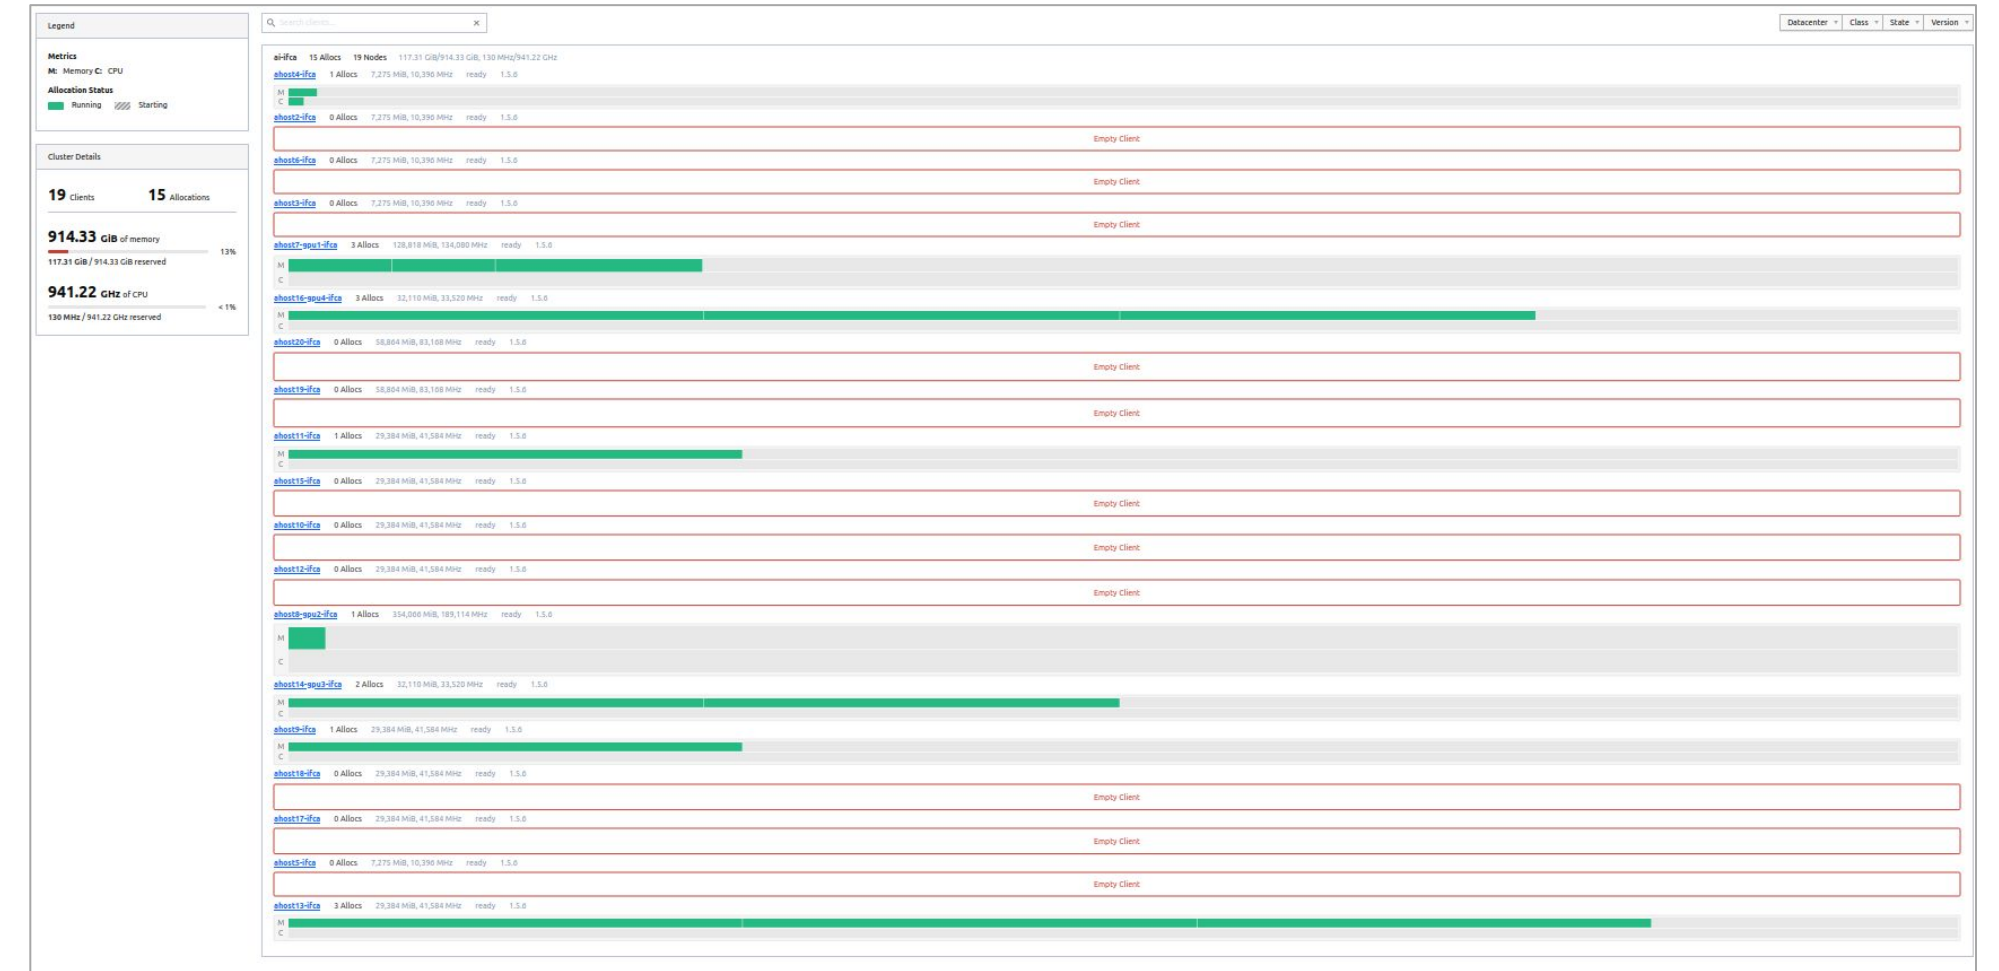 Legend
Metrics
M: Memory C: CPU
Allocation Status
Running Starting
Cluster Details
19 Clients 15 Allocations
914.33 GiB of memory
13%
117.31 GiB / 914.33 GiB reserved
941.22 GHz of CPU
< 1%
130 MHz / 941.22 GHz reserved
Search clients... ×
Datacenter Class State Version
ai-ifca 15 Allocs 19 Nodes 117.31 GiB/914.33 GiB, 130 MHz/941.22 GHz
ahost4-ifca 1 Allocs 7,275 MiB, 10,396 MHz ready 1.5.6
M
C
ahost2-ifca 0 Allocs 7,275 MiB, 10,396 MHz ready 1.5.6
Empty Client
ahost6-ifca 0 Allocs 7,275 MiB, 10,396 MHz ready 1.5.6
Empty Client
ahost3-ifca 0 Allocs 7,275 MiB, 10,396 MHz ready 1.5.6
Empty Client
ahost7-gpu1-ifca 3 Allocs 128,818 MiB, 134,080 MHz ready 1.5.6
M
C
ahost16-gpu4-ifca 3 Allocs 32,110 MiB, 33,520 MHz ready 1.5.6
M
C
ahost20-ifca 0 Allocs 58,864 MiB, 83,168 MHz ready 1.5.6
Empty Client
ahost19-ifca 0 Allocs 58,864 MiB, 83,168 MHz ready 1.5.6
Empty Client
ahost11-ifca 1 Allocs 29,384 MiB, 41,584 MHz ready 1.5.6
M
C
ahost15-ifca 0 Allocs 29,384 MiB, 41,584 MHz ready 1.5.6
Empty Client
ahost10-ifca 0 Allocs 29,384 MiB, 41,584 MHz ready 1.5.6
Empty Client
ahost12-ifca 0 Allocs 29,384 MiB, 41,584 MHz ready 1.5.6
Empty Client
ahost8-gpu2-ifca 1 Allocs 354,066 MiB, 189,114 MHz ready 1.5.6
M
C
ahost14-gpu3-ifca 2 Allocs 32,110 MiB, 33,520 MHz ready 1.5.6
M
C
ahost9-ifca 1 Allocs 29,384 MiB, 41,584 MHz ready 1.5.6
M
C
ahost18-ifca 0 Allocs 29,384 MiB, 41,584 MHz ready 1.5.6
Empty Client
ahost17-ifca 0 Allocs 29,384 MiB, 41,584 MHz ready 1.5.6
Empty Client
ahost5-ifca 0 Allocs 7,275 MiB, 10,396 MHz ready 1.5.6
Empty Client
ahost13-ifca 3 Allocs 29,384 MiB, 41,584 MHz ready 1.5.6
M
C